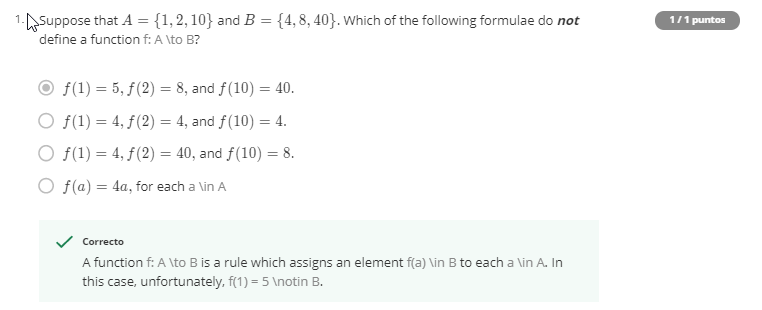 1. Suppose that A = {1, 2, 10} and B = {4, 8, 40}. Which of the following formulae do not
define a function f: A \to B?
1 / 1 puntos
f(1) = 5, f(2) = 8, and f(10) = 40.
f(1) = 4, f(2) = 4, and f(10) = 4.
f(1) = 4, f(2) = 40, and f(10) = 8.
f(a) = 4a, for each a \in A
Correcto
A function f: A \to B is a rule which assigns an element f(a) \in B to each a \in A. In
this case, unfortunately, f(1) = 5 \notin B.